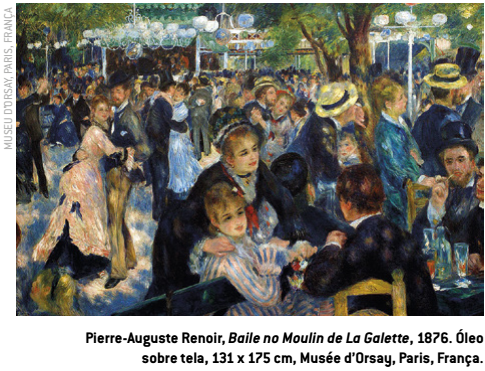 MUSEU D'ORSAY, PARIS, FRANÇA
Pierre-Auguste Renoir, Baile no Moulin de La Galette, 1876. Óleo
sobre tela, 131 x 175 cm, Musée d'Orsay, Paris, França.